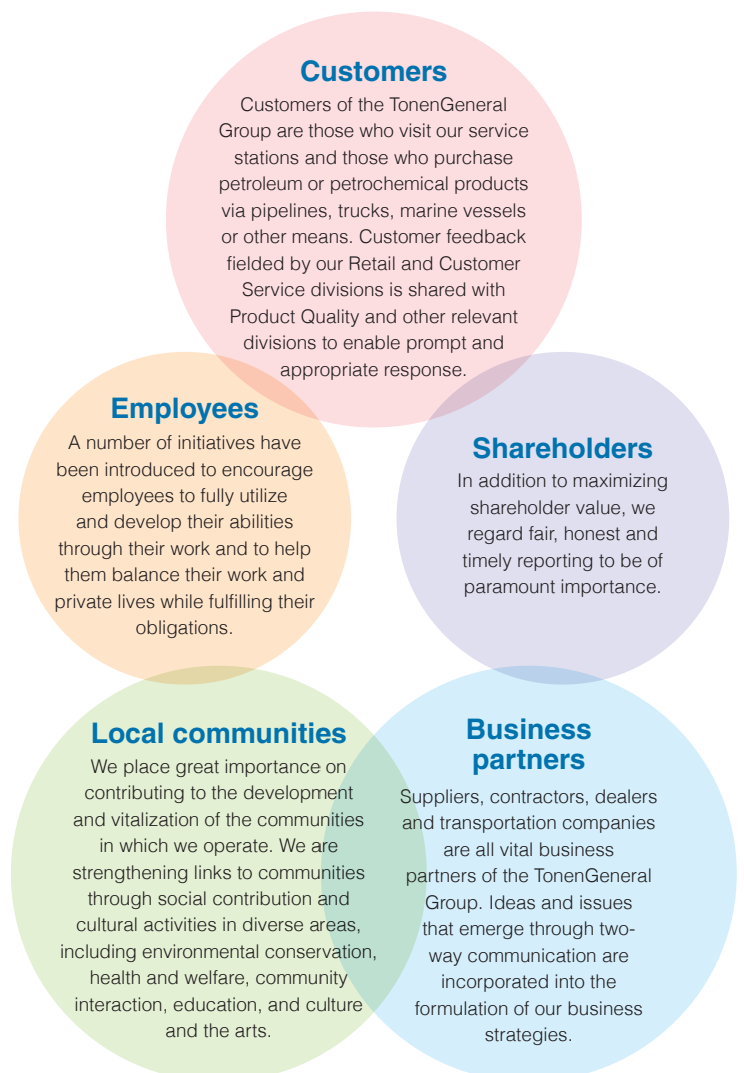 Customers
Customers of the TonenGeneral
Group are those who visit our service
stations and those who purchase
petroleum or petrochemical products
via pipelines, trucks, marine vessels
or other means. Customer feedback
fielded by our Retail and Customer
Service divisions is shared with
Product Quality and other relevant
divisions to enable prompt and
appropriate response.
Employees
A number of initiatives have
been introduced to encourage
employees to fully utilize
and develop their abilities
through their work and to help
them balance their work and
private lives while fulfilling their
obligations.
Shareholders
In addition to maximizing
shareholder value, we
regard fair, honest and
timely reporting to be of
paramount importance.
Local communities
We place great importance on
contributing to the development
and vitalization of the communities
in which we operate. We are
strengthening links to communities
through social contribution and
cultural activities in diverse areas,
including environmental conservation,
health and welfare, community
interaction, education, and culture
and the arts.
Business
partners
Suppliers, contractors, dealers
and transportation companies
are all vital business
partners of the TonenGeneral
Group. Ideas and issues
that emerge through two-
way communication are
incorporated into the
formulation of our business
strategies.